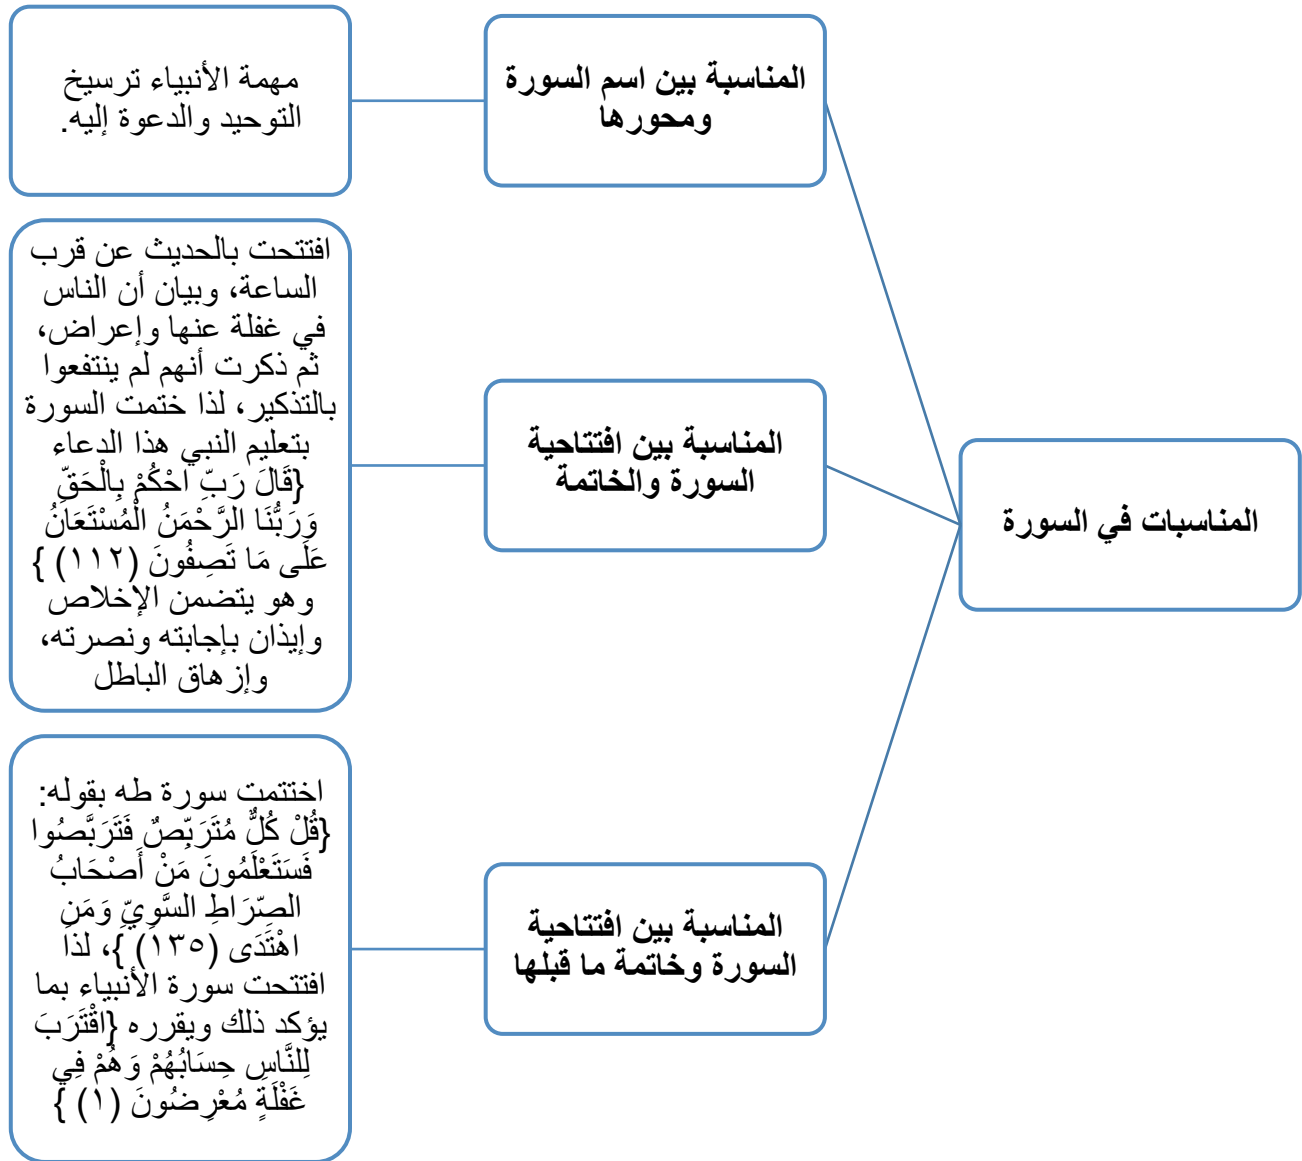 المناسبات في السورة
المناسبة بين اسم السورة
ومحورها
مهمة الأنبياء ترسيخ
التوحيد والدعوة إليه.
المناسبة بين افتتاحية
السورة والخاتمة
افتتحت بالحديث عن قرب
الساعة، وبيان أن الناس
في غفلة عنها وإعراض،
ثم ذكرت أنهم لم ينتفعوا
بالتذكير، لذا ختمت السورة
بتعليم النبي هذا الدعاء
{قَالَ رَبِّ احْكُمْ بِالْحَقِّ
وَرَبُّنَا الرَّحْمَنُ الْمُسْتَعَانُ
عَلَى مَا تَصِفُونَ (١١٢) }
وهو يتضمن الإخلاص
وإيذان بإجابته ونصرته،
وإزهاق الباطل
المناسبة بين افتتاحية
السورة وخاتمة ما قبلها
اختتمت سورة طه بقوله:
{قُلْ كُلٌّ مُتَرَبِّصٌ فَتَرَبَّصُوا
فَسَتَعْلَمُونَ مَنْ أَصْحَابُ
الصِّرَاطِ السَّوِيِّ وَمَنِ
اهْتَدَى (١٣٥) }، لذا
افتتحت سورة الأنبياء بما
يؤكد ذلك ويقرره {اقْتَرَبَ
لِلنَّاسِ حِسَابُهُمْ وَهُمْ فِي
غَفْلَةٍ مُعْرِضُونَ (١) }